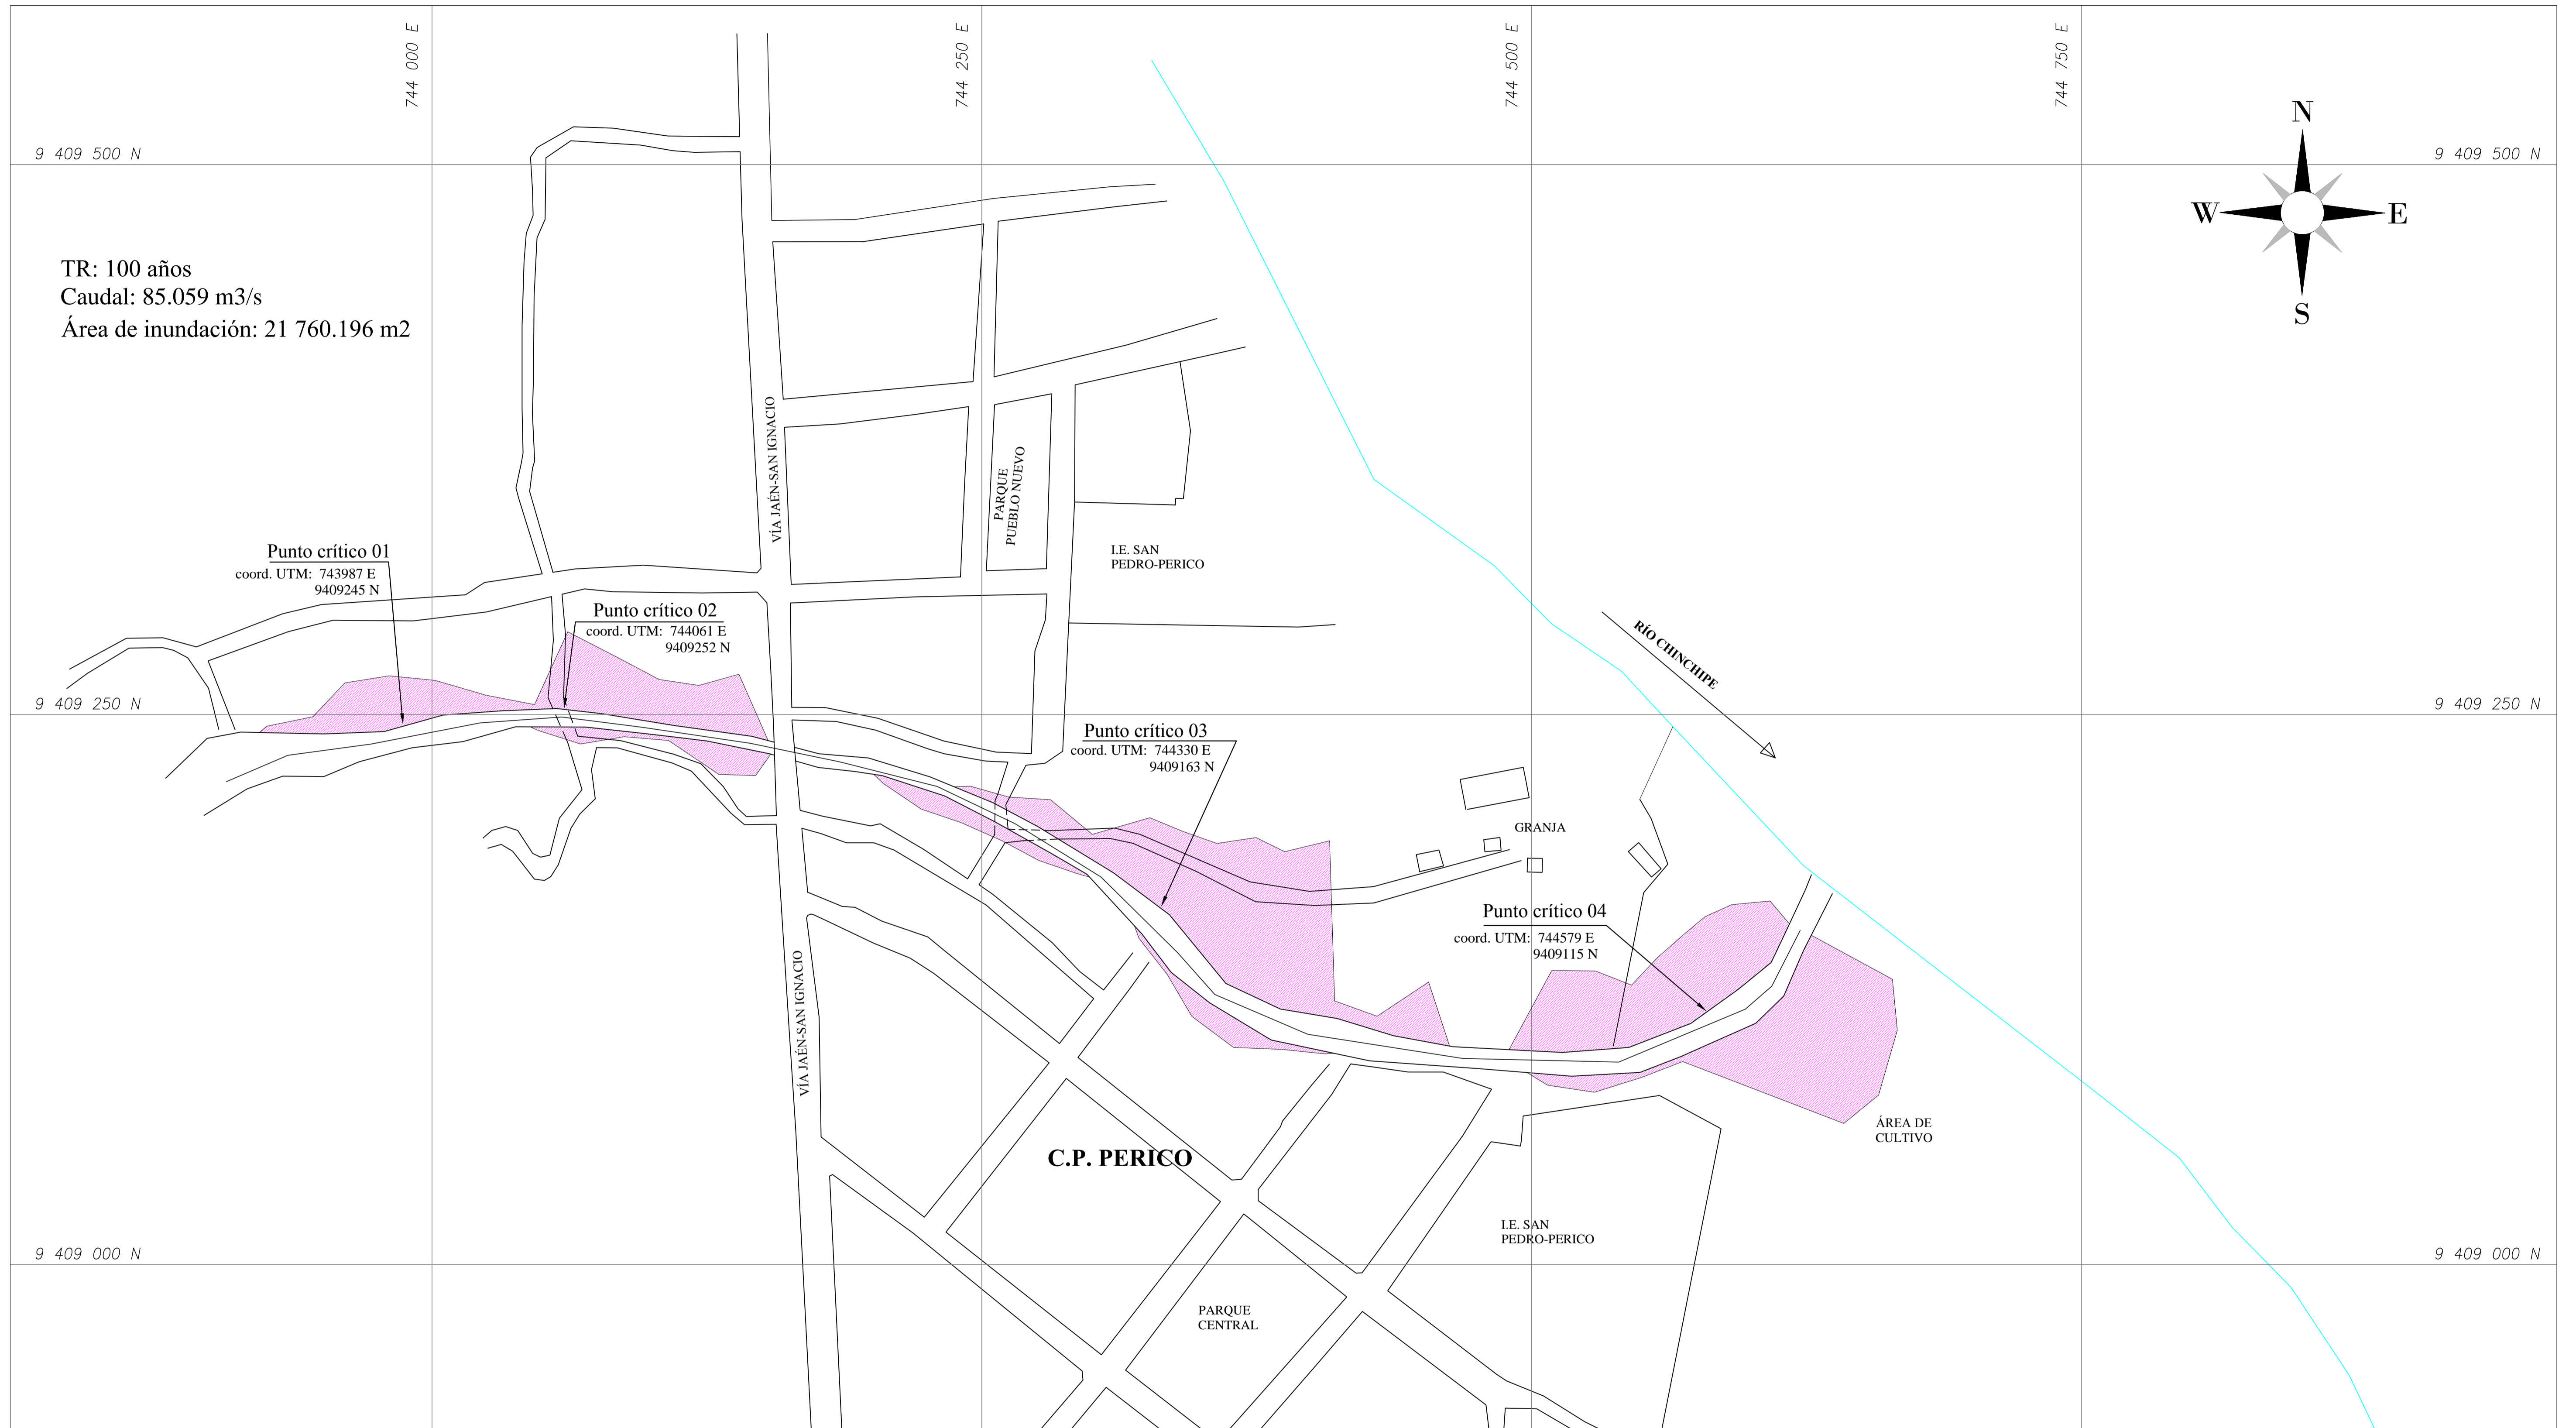 744 000 E
744 250 E
744 500 E
744 750 E
N
9 409 500 N
9 409 500 N
W
E
S
TR: 100 años
Caudal: 85.059 m3/s
Área de inundación: 21 760.196 m2
VÍA JAÉN-SAN IGNACIO
PARQUE
PUEBLO NUEVO
I.E. SAN
PEDRO-PERICO
Punto crítico 01
coord. UTM: 743987 E
9409245 N
Punto crítico 02
coord. UTM: 744061 E
9409252 N
RÍO CHINCHIPE
9 409 250 N
9 409 250 N
Punto crítico 03
coord. UTM: 744330 E
9409163 N
GRANJA
Punto crítico 04
coord. UTM: 744579 E
9409115 N
VÍA JAÉN-SAN IGNACIO
ÁREA DE
CULTIVO
C.P. PERICO
I.E. SAN
PEDRO-PERICO
9 409 000 N
9 409 000 N
PARQUE
CENTRAL